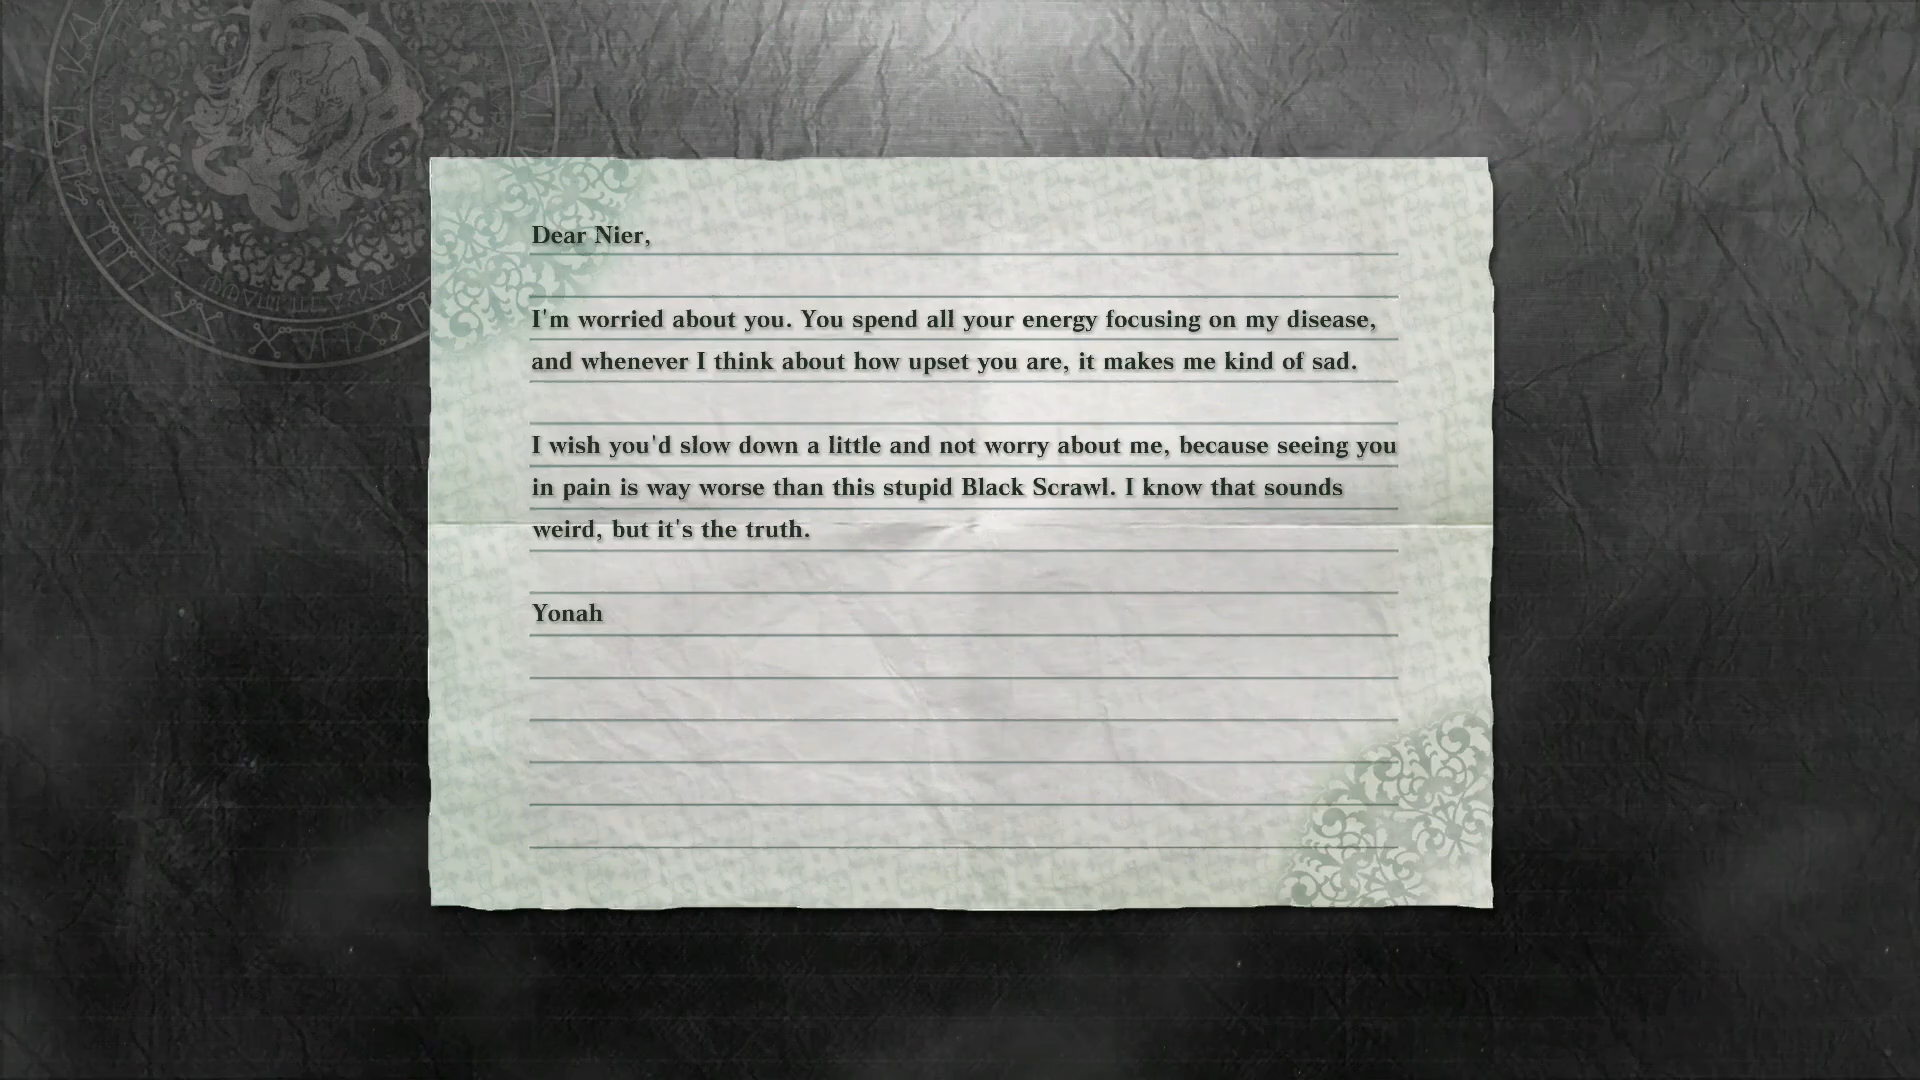 Dear Nier,
I'm worried about you. You spend all your energy focusing on my disease,
and whenever I think about how upset you are, it makes me kind of sad.
I wish you'd slow down a little and not worry about me, because seeing you
in pain is way worse than this stupid Black Scrawl. I know that sounds
weird, but it's the truth.
Yonah